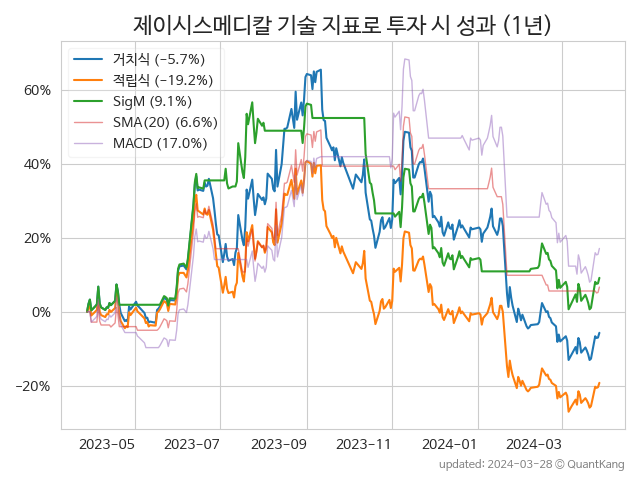 제이시스메디칼 기술 지표로 투자 시 성과 (1년)
거치식 (−5.7%)
적립식 (−19.2%)
SigM (9.1%)
SMA(20) (6.6%)
MACD (17.0%)
60%
40%
20%
0%
−20%
2023-05 2023-07 2023-09 2023-11 2024-01 2024-03
updated: 2024-03-28 © QuantKang